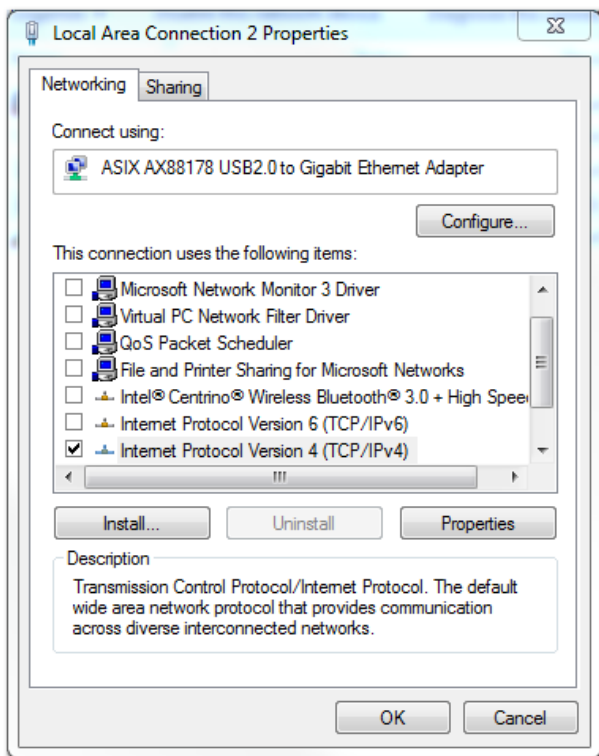 Local Area Connection 2 Properties
Networking
Sharing
Connect using:
ASIX AX88178 USB2.0 to Gigabit Ethernet Adapter
Configure...
This connection uses the following items:
Microsoft Network Monitor 3 Driver
Virtual PC Network Filter Driver
QoS Packet Scheduler
File and Printer Sharing for Microsoft Networks
Intel® Centrino® Wireless Bluetooth® 3.0 + High Speed
Internet Protocol Version 6 (TCP/IPv6)
Internet Protocol Version 4 (TCP/IPv4)
Install...
Uninstall
Properties
Description
Transmission Control Protocol/Internet Protocol. The default
wide area network protocol that provides communication
across diverse interconnected networks.
OK
Cancel